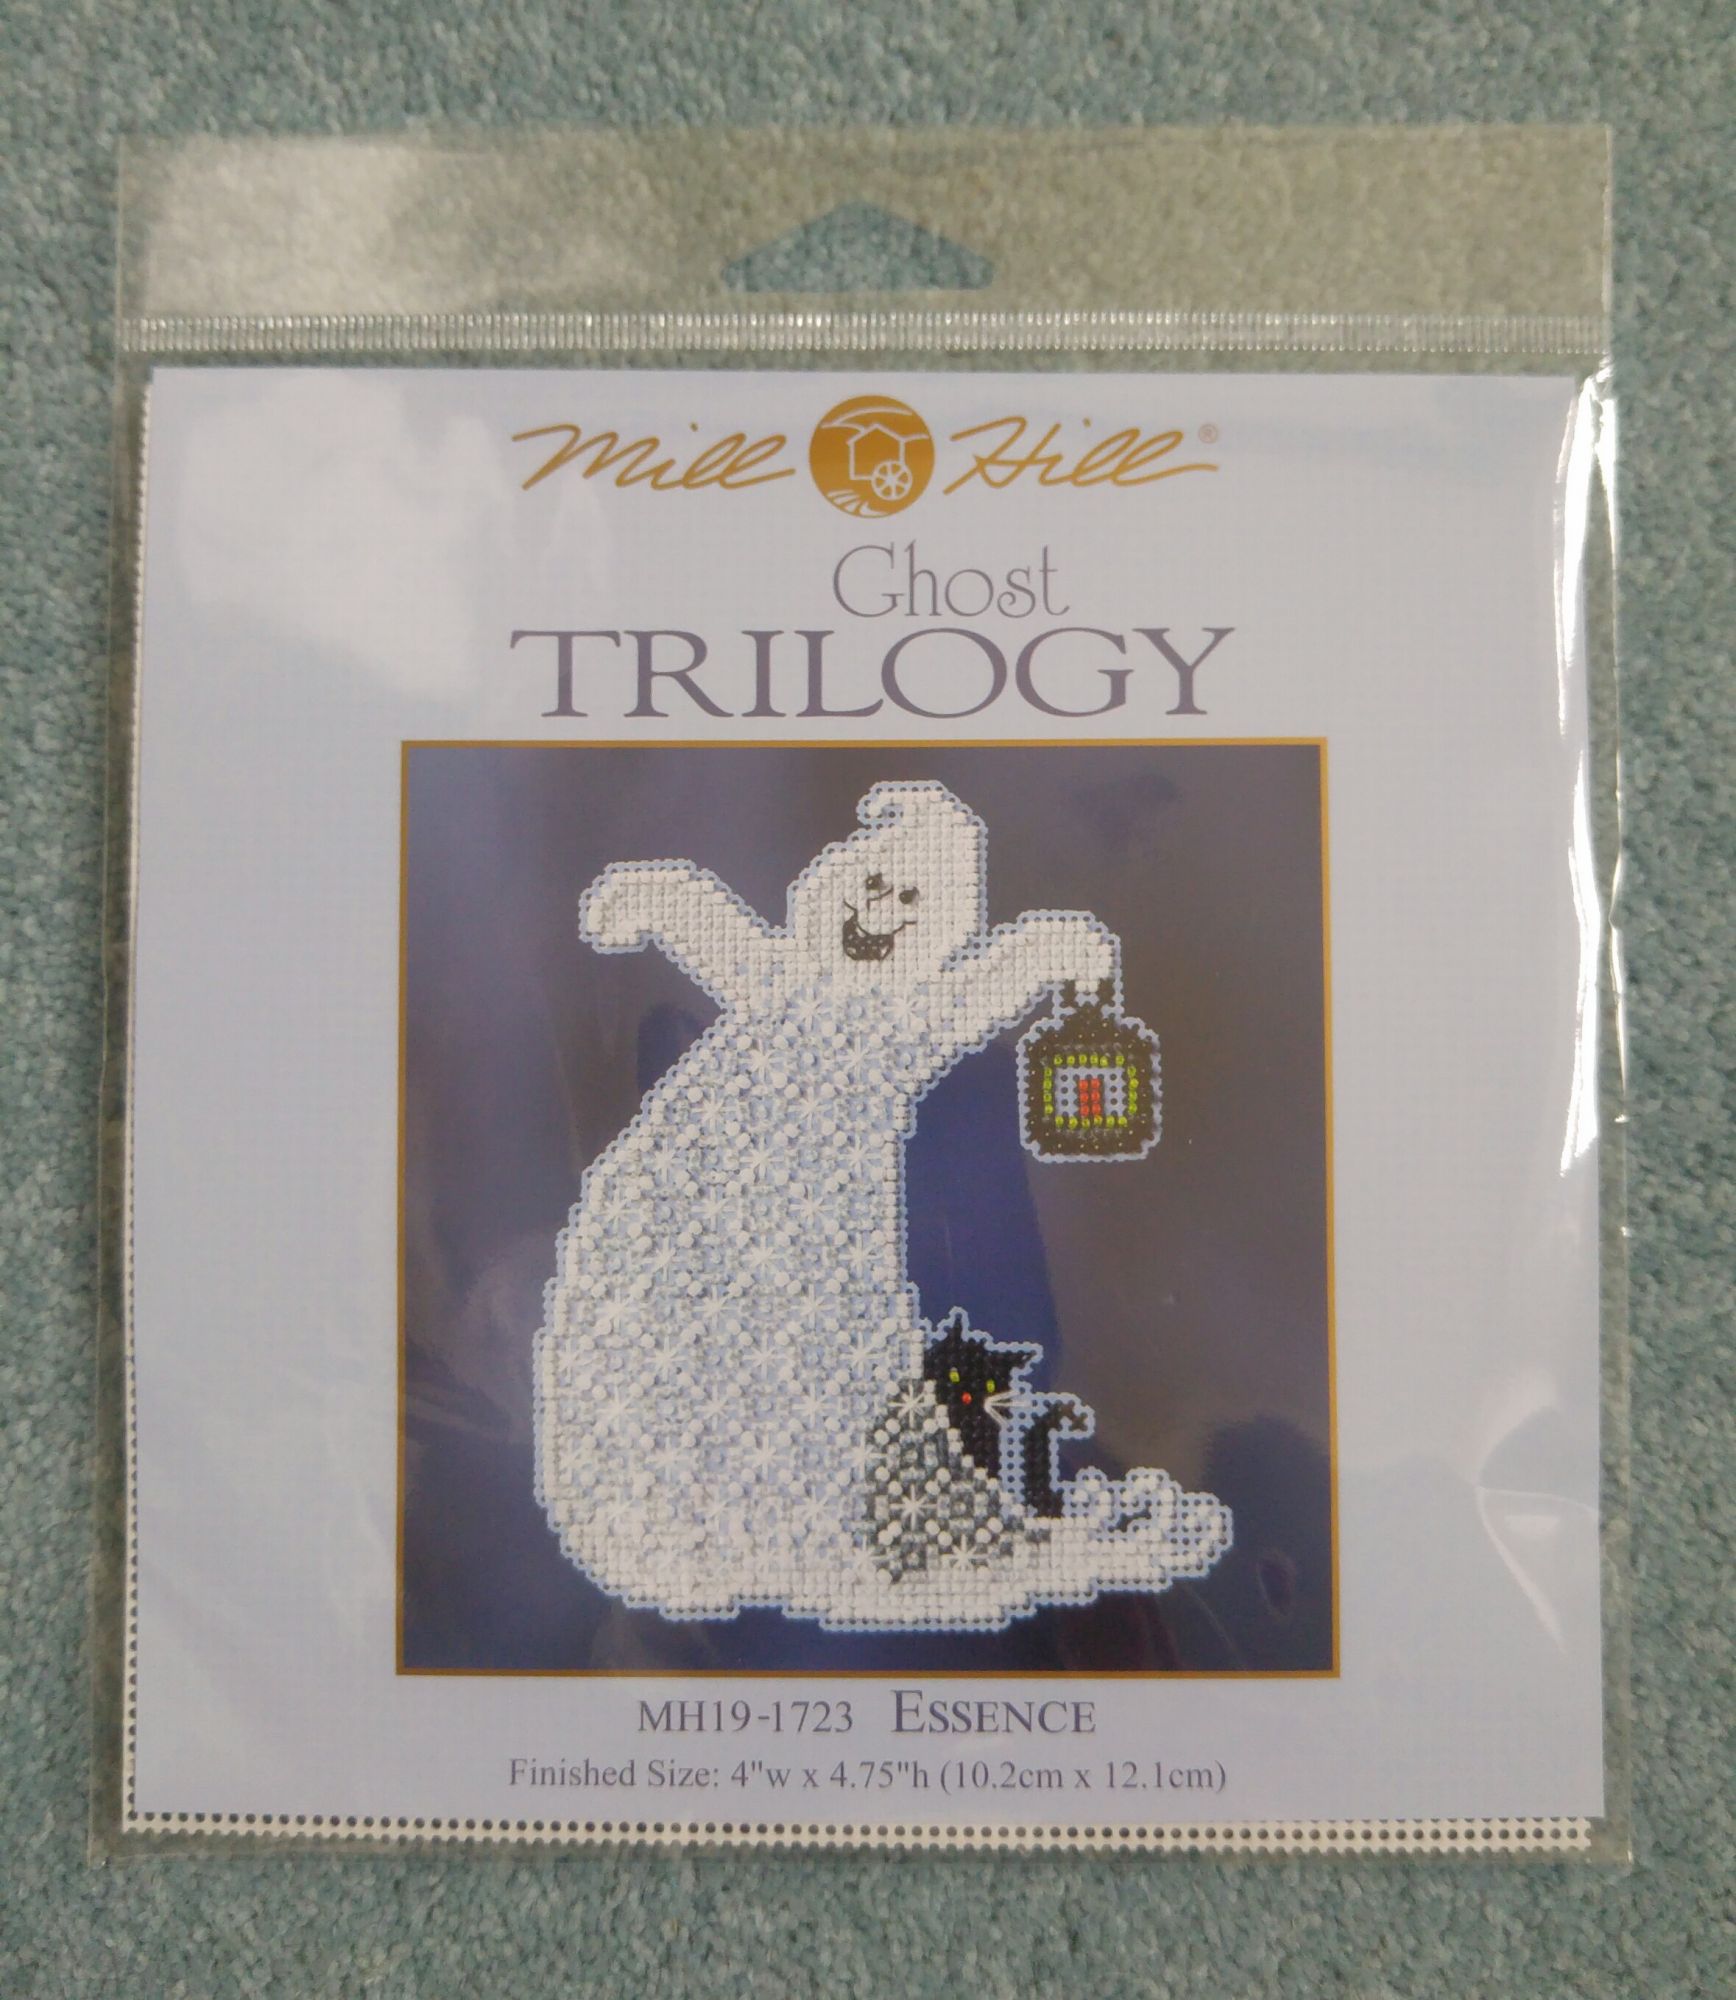 Mill Hill®
Ghost
TRILOGY
MH19-1723 ESSENCE
Finished Size: 4"w x 4.75"h (10.2cm x 12.1cm)